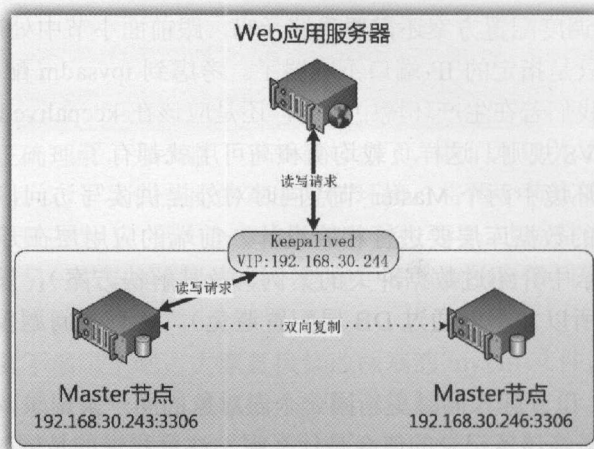 Web应用服务器
读写请求
Keepalived
VIP:192.168.30.244
读写请求
双向复制
Master节点
192.168.30.243:3306
Master节点
192.168.30.246:3306